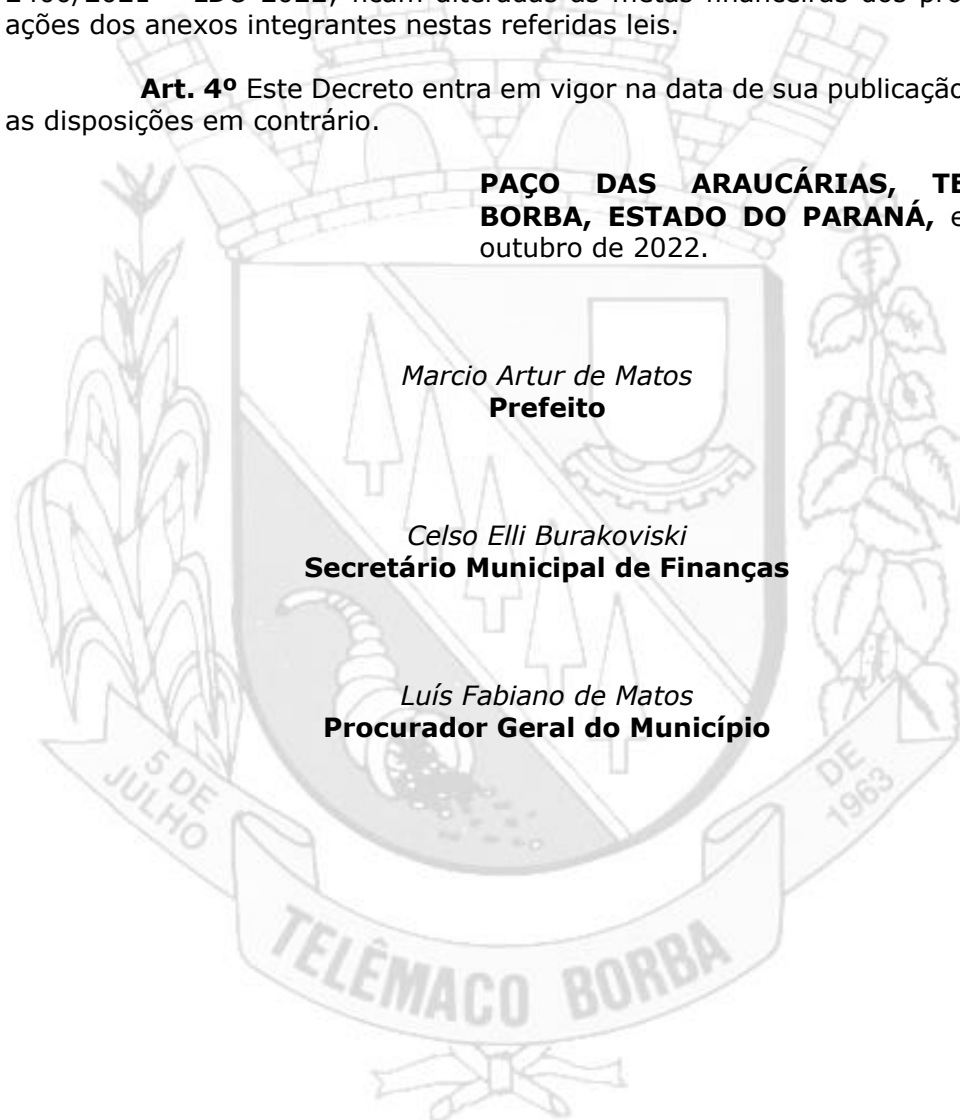 ações dos anexos integrantes nestas referidas leis.
Art. 4º Este Decreto entra em vigor na data de sua publicação
as disposições em contrário.
PAÇO DAS ARAUCÁRIAS, TE
BORBA, ESTADO DO PARANÁ, e
outubro de 2022.
Marcio Artur de Matos
Prefeito
Celso Elli Burakoviski
Secretário Municipal de Finanças
Luís Fabiano de Matos
Procurador Geral do Município
5 DE
JULHO
DE
1963
TELÊMACO BORBA